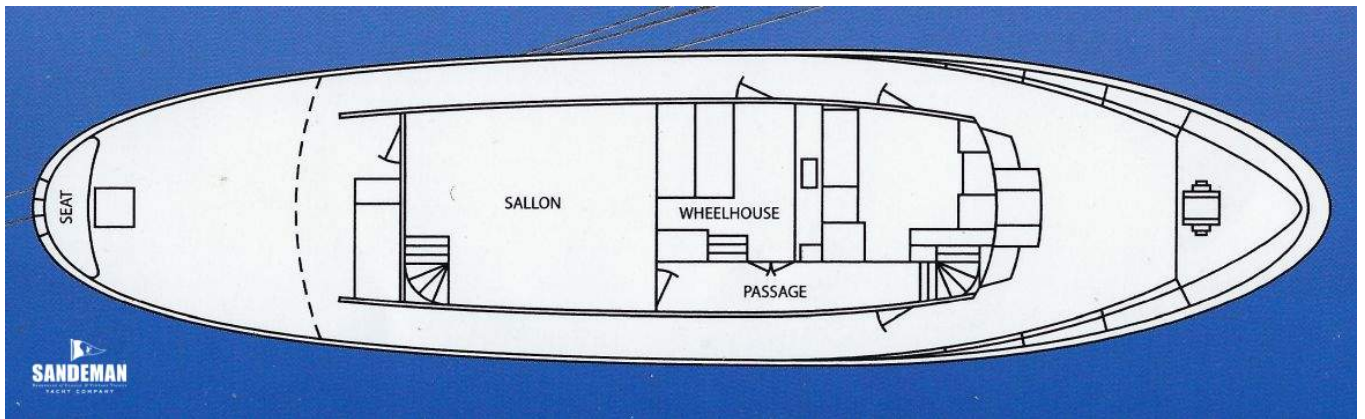 SEAT
SALLON
WHEELHOUSE
PASSAGE
SANDEMAN
YACHT COMPANY